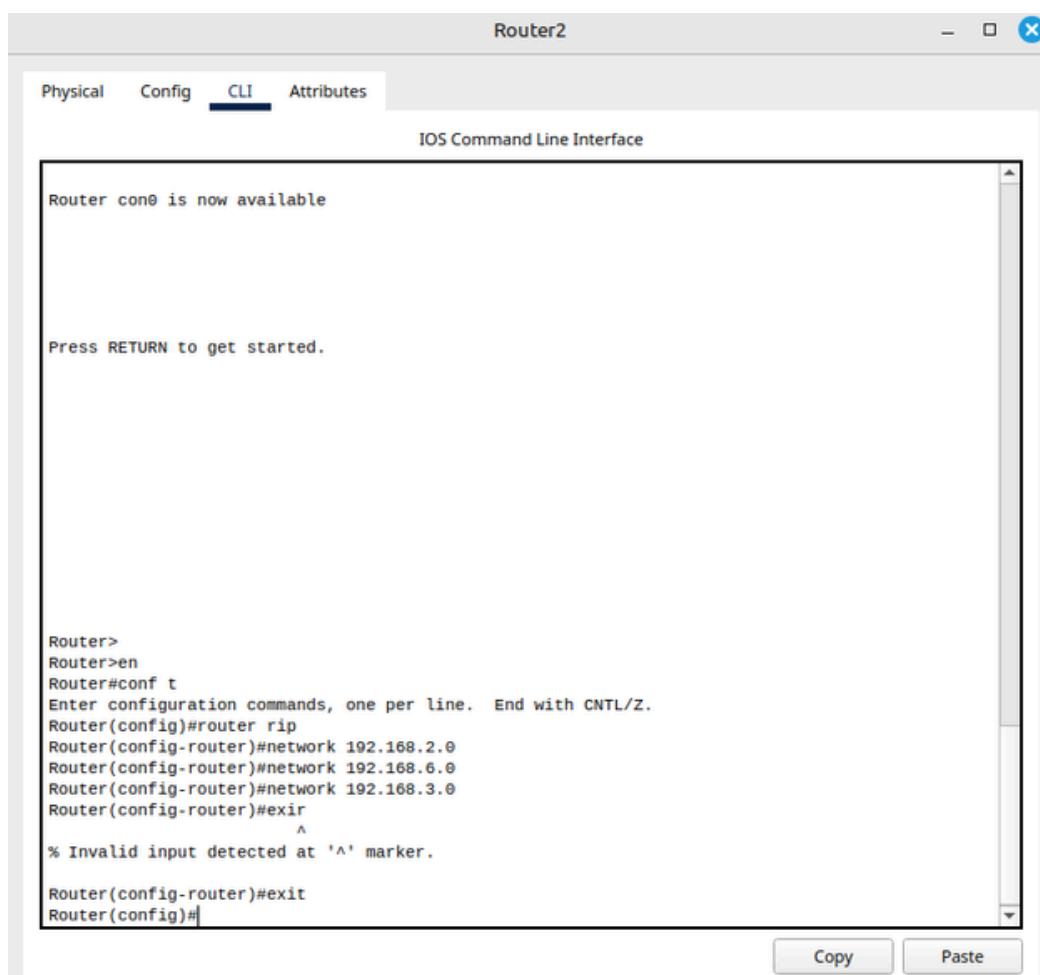 Router2
Physical Config CLI Attributes
IOS Command Line Interface
Router con0 is now available
Press RETURN to get started.
Router>
Router>en
Router#conf t
Enter configuration commands, one per line.  End with CNTL/Z.
Router(config)#router rip
Router(config-router)#network 192.168.2.0
Router(config-router)#network 192.168.6.0
Router(config-router)#network 192.168.3.0
Router(config-router)#exir
^
% Invalid input detected at '^' marker.
Router(config-router)#exit
Router(config)#
Copy Paste